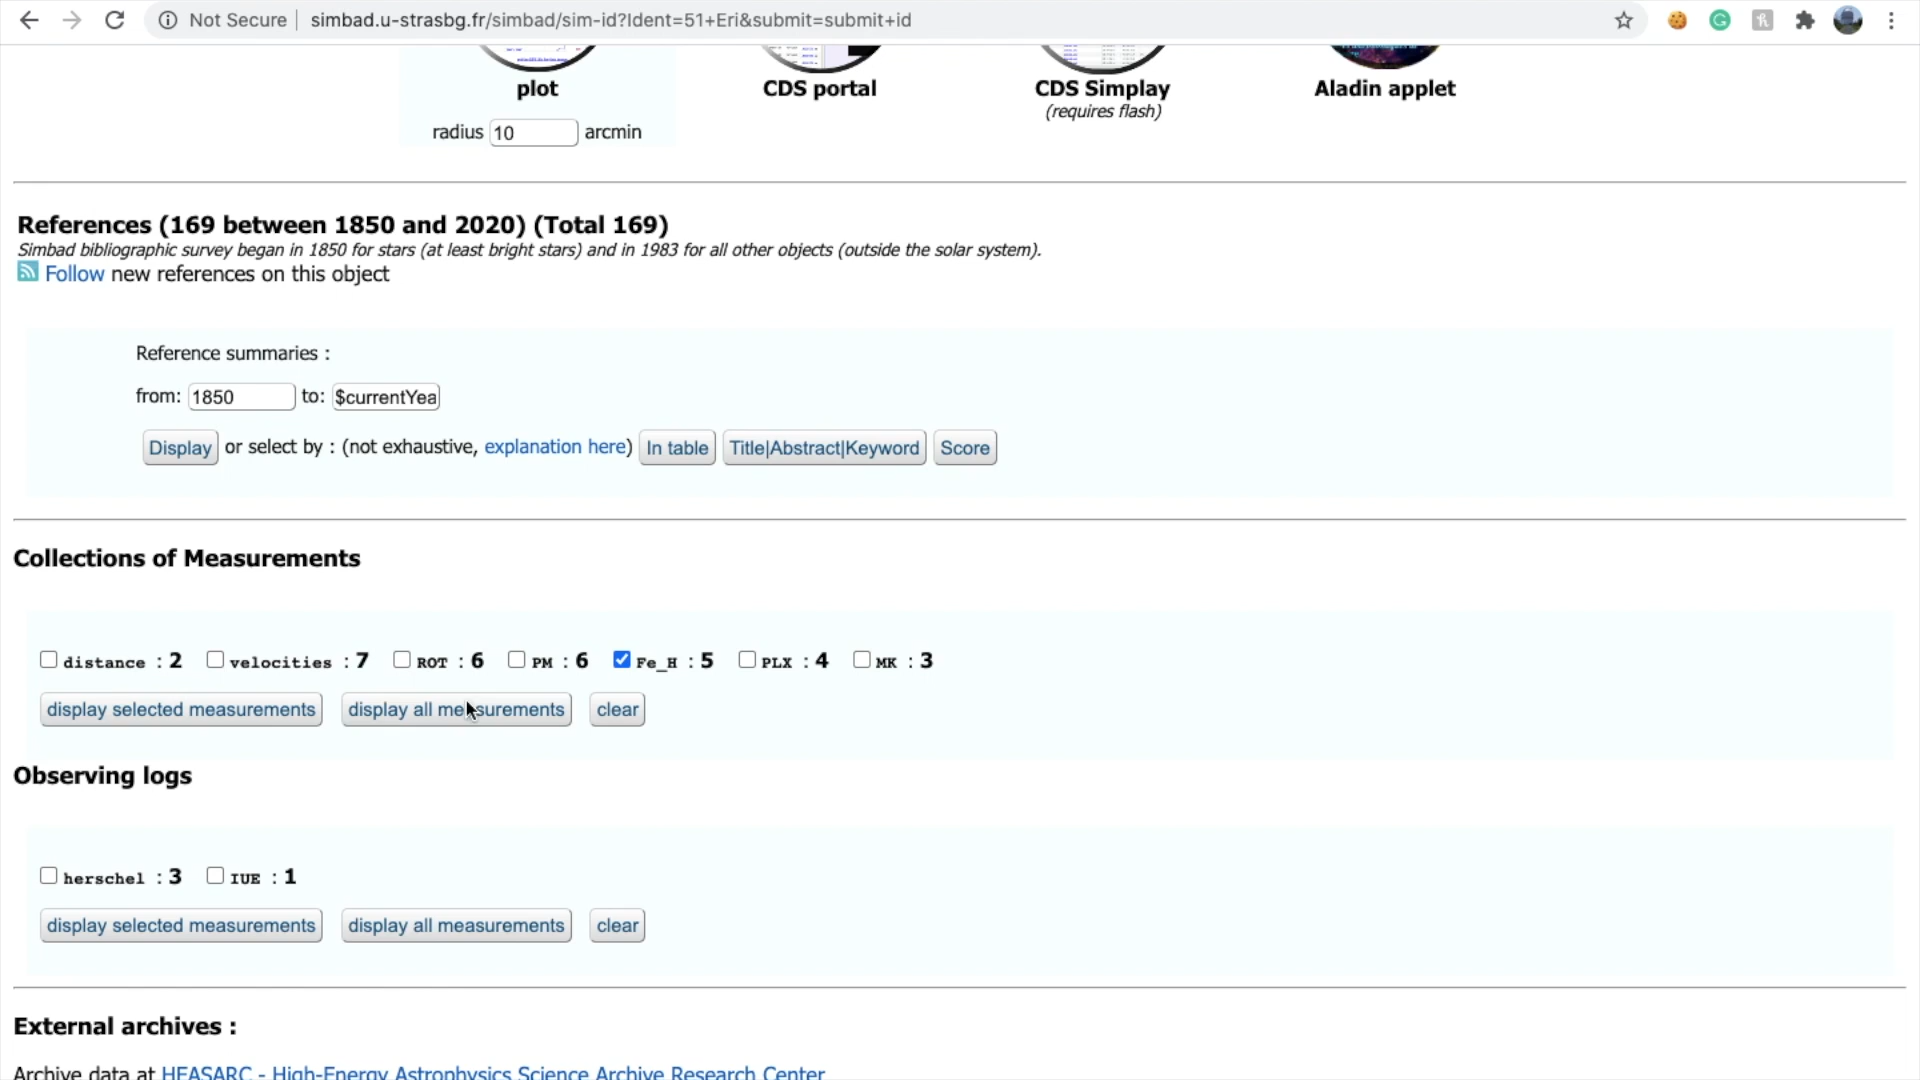 Not Secure simbad.u-strasbg.fr/simbad/sim-id?Ident=51+Eri&submit=submit+id
plot CDS portal CDS Simplay Aladin applet
(requires flash)
radius 10 arcmin
References (169 between 1850 and 2020) (Total 169)
Simbad bibliographic survey began in 1850 for stars (at least bright stars) and in 1983 for all other objects (outside the solar system).
Follow new references on this object
Reference summaries :
from: 1850 to: $currentYea
Display or select by : (not exhaustive, explanation here) In table Title|Abstract|Keyword Score
Collections of Measurements
distance : 2 velocities : 7 ROT : 6 PM : 6 Fe_H : 5 PLX : 4 MK : 3
display selected measurements display all measurements clear
Observing logs
herschel : 3 IUE : 1
display selected measurements display all measurements clear
External archives :
Archive data at HEASARC - High-Energy Astrophysics Science Archive Research Center